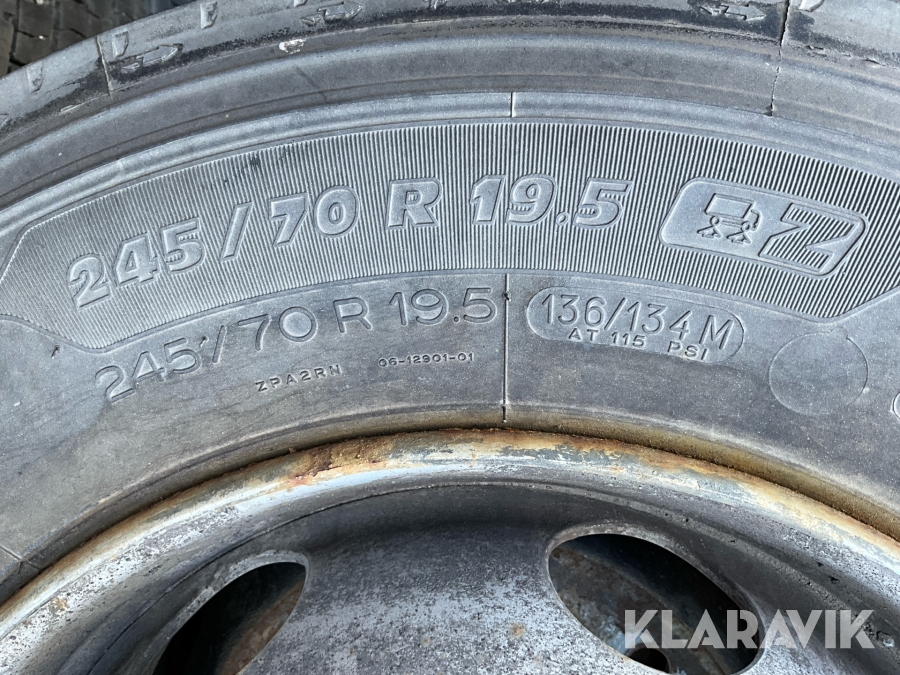 245/70 R 19,5 Z
245/70 R 19.5
136/134 M
AT 115 PSI
ZPA2RN 06-12901-01
KLARAVIK